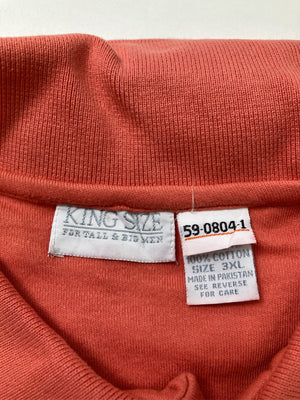 KING SIZE
FOR TALL & BIG MEN
59-0804-1
100% COTTON
SIZE 3XL
MADE IN PAKISTAN
SEE REVERSE
FOR CARE